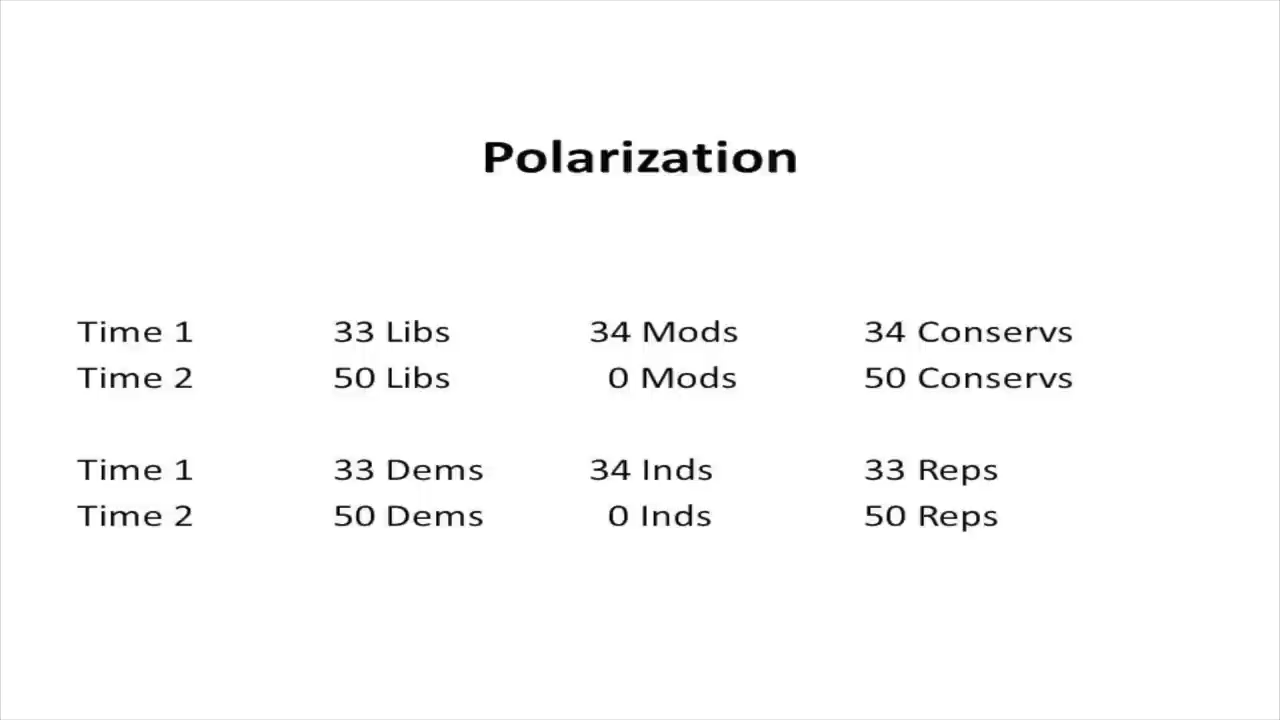 Polarization
Time 1 33 Libs 34 Mods 34 Conservs
Time 2 50 Libs 0 Mods 50 Conservs
Time 1 33 Dems 34 Inds 33 Reps
Time 2 50 Dems 0 Inds 50 Reps